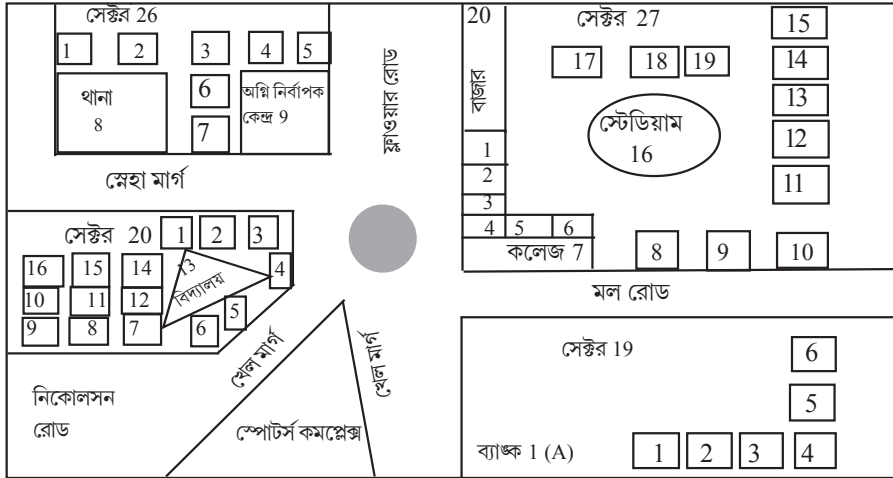 সেক্টর 26
1 2 3 4 5
থানা
8
6
7
অগ্নি নির্বাপক
কেন্দ্র 9
স্নেহা মার্গ
ফ্লাওয়ার রোড
20
বাজার
1
2
3
4 5 6
কলেজ 7
সেক্টর 27
17 18 19
স্টেডিয়াম
16
15
14
13
12
11
8 9 10
মল রোড
সেক্টর 20
1 2 3
4
5
6
16 15 14
10 11 12
9 8 7
13
বিদ্যালয়
খেল মার্গ
খেল মার্গ
নিকোলসন
রোড
স্পোর্টস কমপ্লেক্স
সেক্টর 19
6
5
ব্যাঙ্ক 1 (A)
1 2 3 4